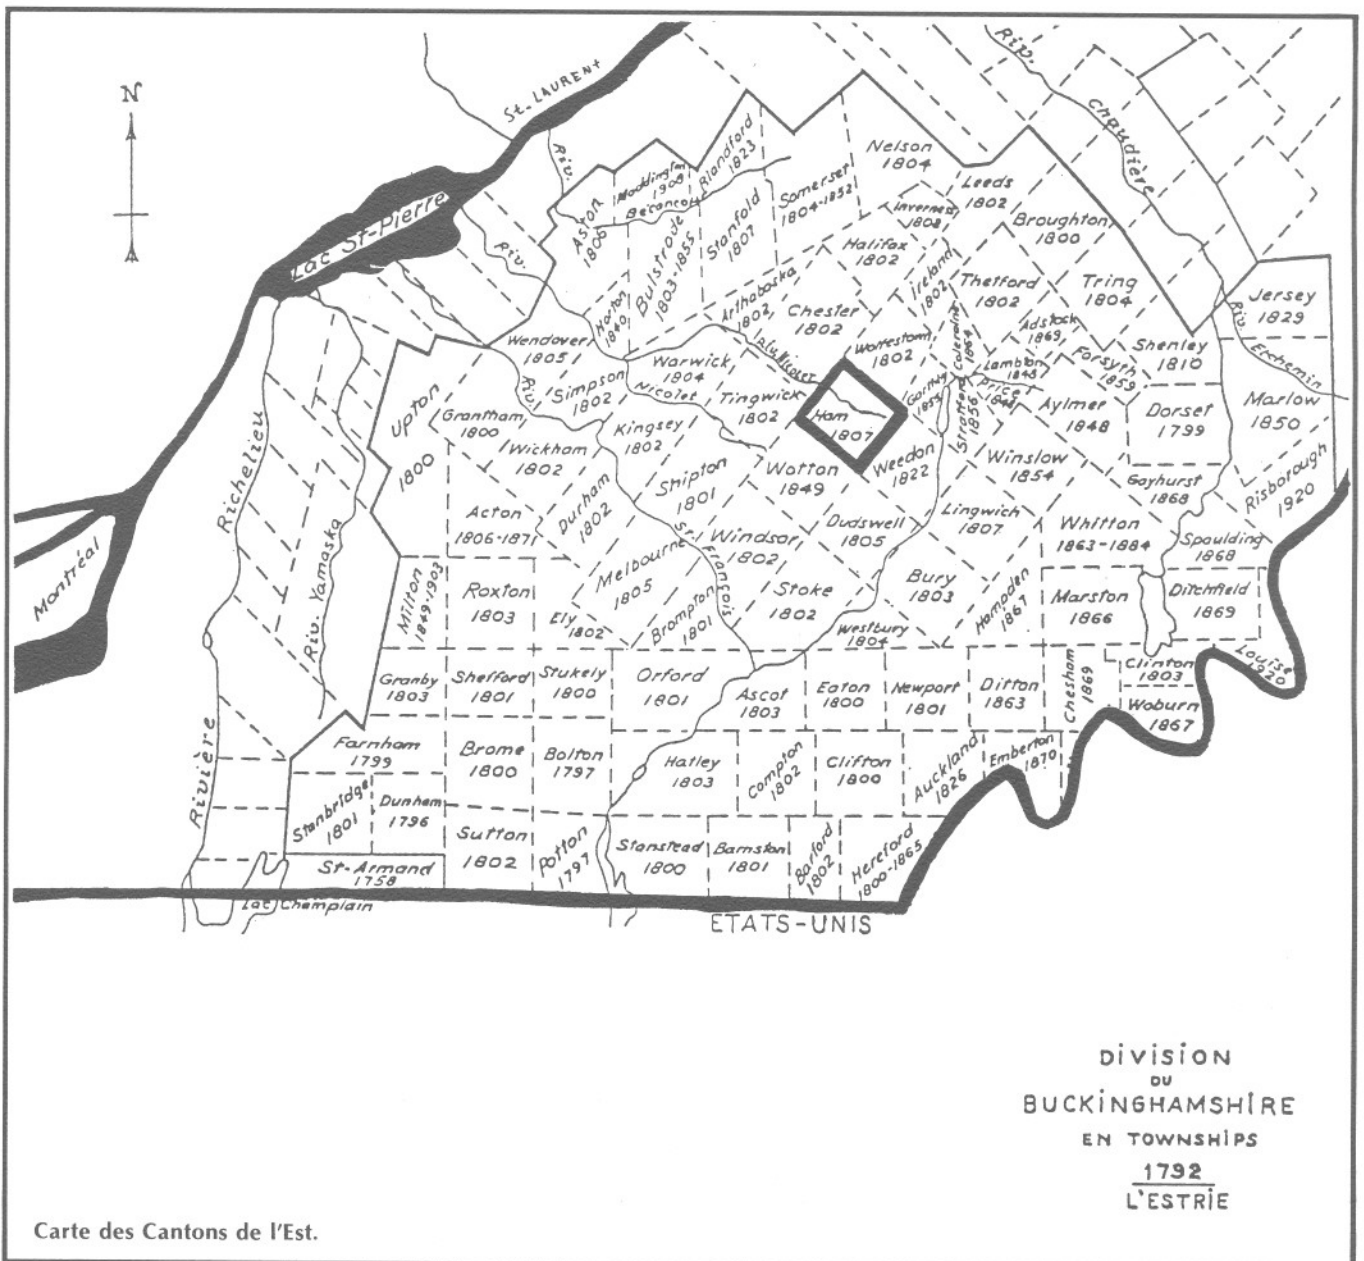 N
St-LAURENT
Lac St-Pierre
Riv.
Riv.
Riv.
Riv.
Chaudière
Riv.
Etchemin
Montréal
Rivière
Richelieu
Riv. Yamaska
Nelson
1804
Leeds
1802
Inverness
1802
Broughton
1800
Somerset
1804-1852
Blandford
1823
Maddington
1908
Bécancour
Aston
1806
Bulstrode
1803-1855
Stanfold
1807
Horton
1840
Arthabaska
1802
Halifax
1802
Ireland
1802
Thetford
1802
Tring
1804
Jersey
1829
Chester
1802
Wolfestown
1802
Coleraine
1864
Adstock
1869
Lambton
1848
Forsyth
1859
Shenley
1810
Price
1848
Aylmer
1848
Dorset
1799
Marlow
1850
Wendover
1805
Simpson
1802
Warwick
1804
Nicolet
Riv. Nicolet
Tingwick
1802
Ham
1807
Garthby
1855
Stratford
1856
Weedon
1822
Winslow
1854
Gayhurst
1868
Risborough
1920
Upton
1800
Grantham
1800
Wickham
1802
Kingsey
1802
Shipton
1801
Wotton
1849
Dudswell
1805
Lingwich
1807
Whitton
1863-1884
Spaulding
1868
Acton
1806-1871
Durham
1802
Melbourne
1805
St-François
Windsor
1802
Stoke
1802
Brompton
1801
Bury
1803
Hampden
1867
Marston
1866
Ditchfield
1869
Milton
1849-1903
Roxton
1803
Ely
1802
Westbury
1804
Louise
1920
Granby
1803
Shefford
1801
Stukely
1800
Orford
1801
Ascot
1803
Eaton
1800
Newport
1801
Ditton
1863
Chesham
1869
Clinton
1803
Woburn
1867
Farnham
1799
Brome
1800
Bolton
1797
Hatley
1803
Compton
1802
Clifton
1800
Auckland
1826
Emberton
1870
Stanbridge
1801
Dunham
1796
Sutton
1802
Potton
1797
Stanstead
1800
Barnston
1801
Barford
1802
Hereford
1800-1865
St-Armand
1758
Lac Champlain
ETATS-UNIS
DIVISION
DU
BUCKINGHAMSHIRE
EN TOWNSHIPS
1792
L'ESTRIE
Carte des Cantons de l'Est.